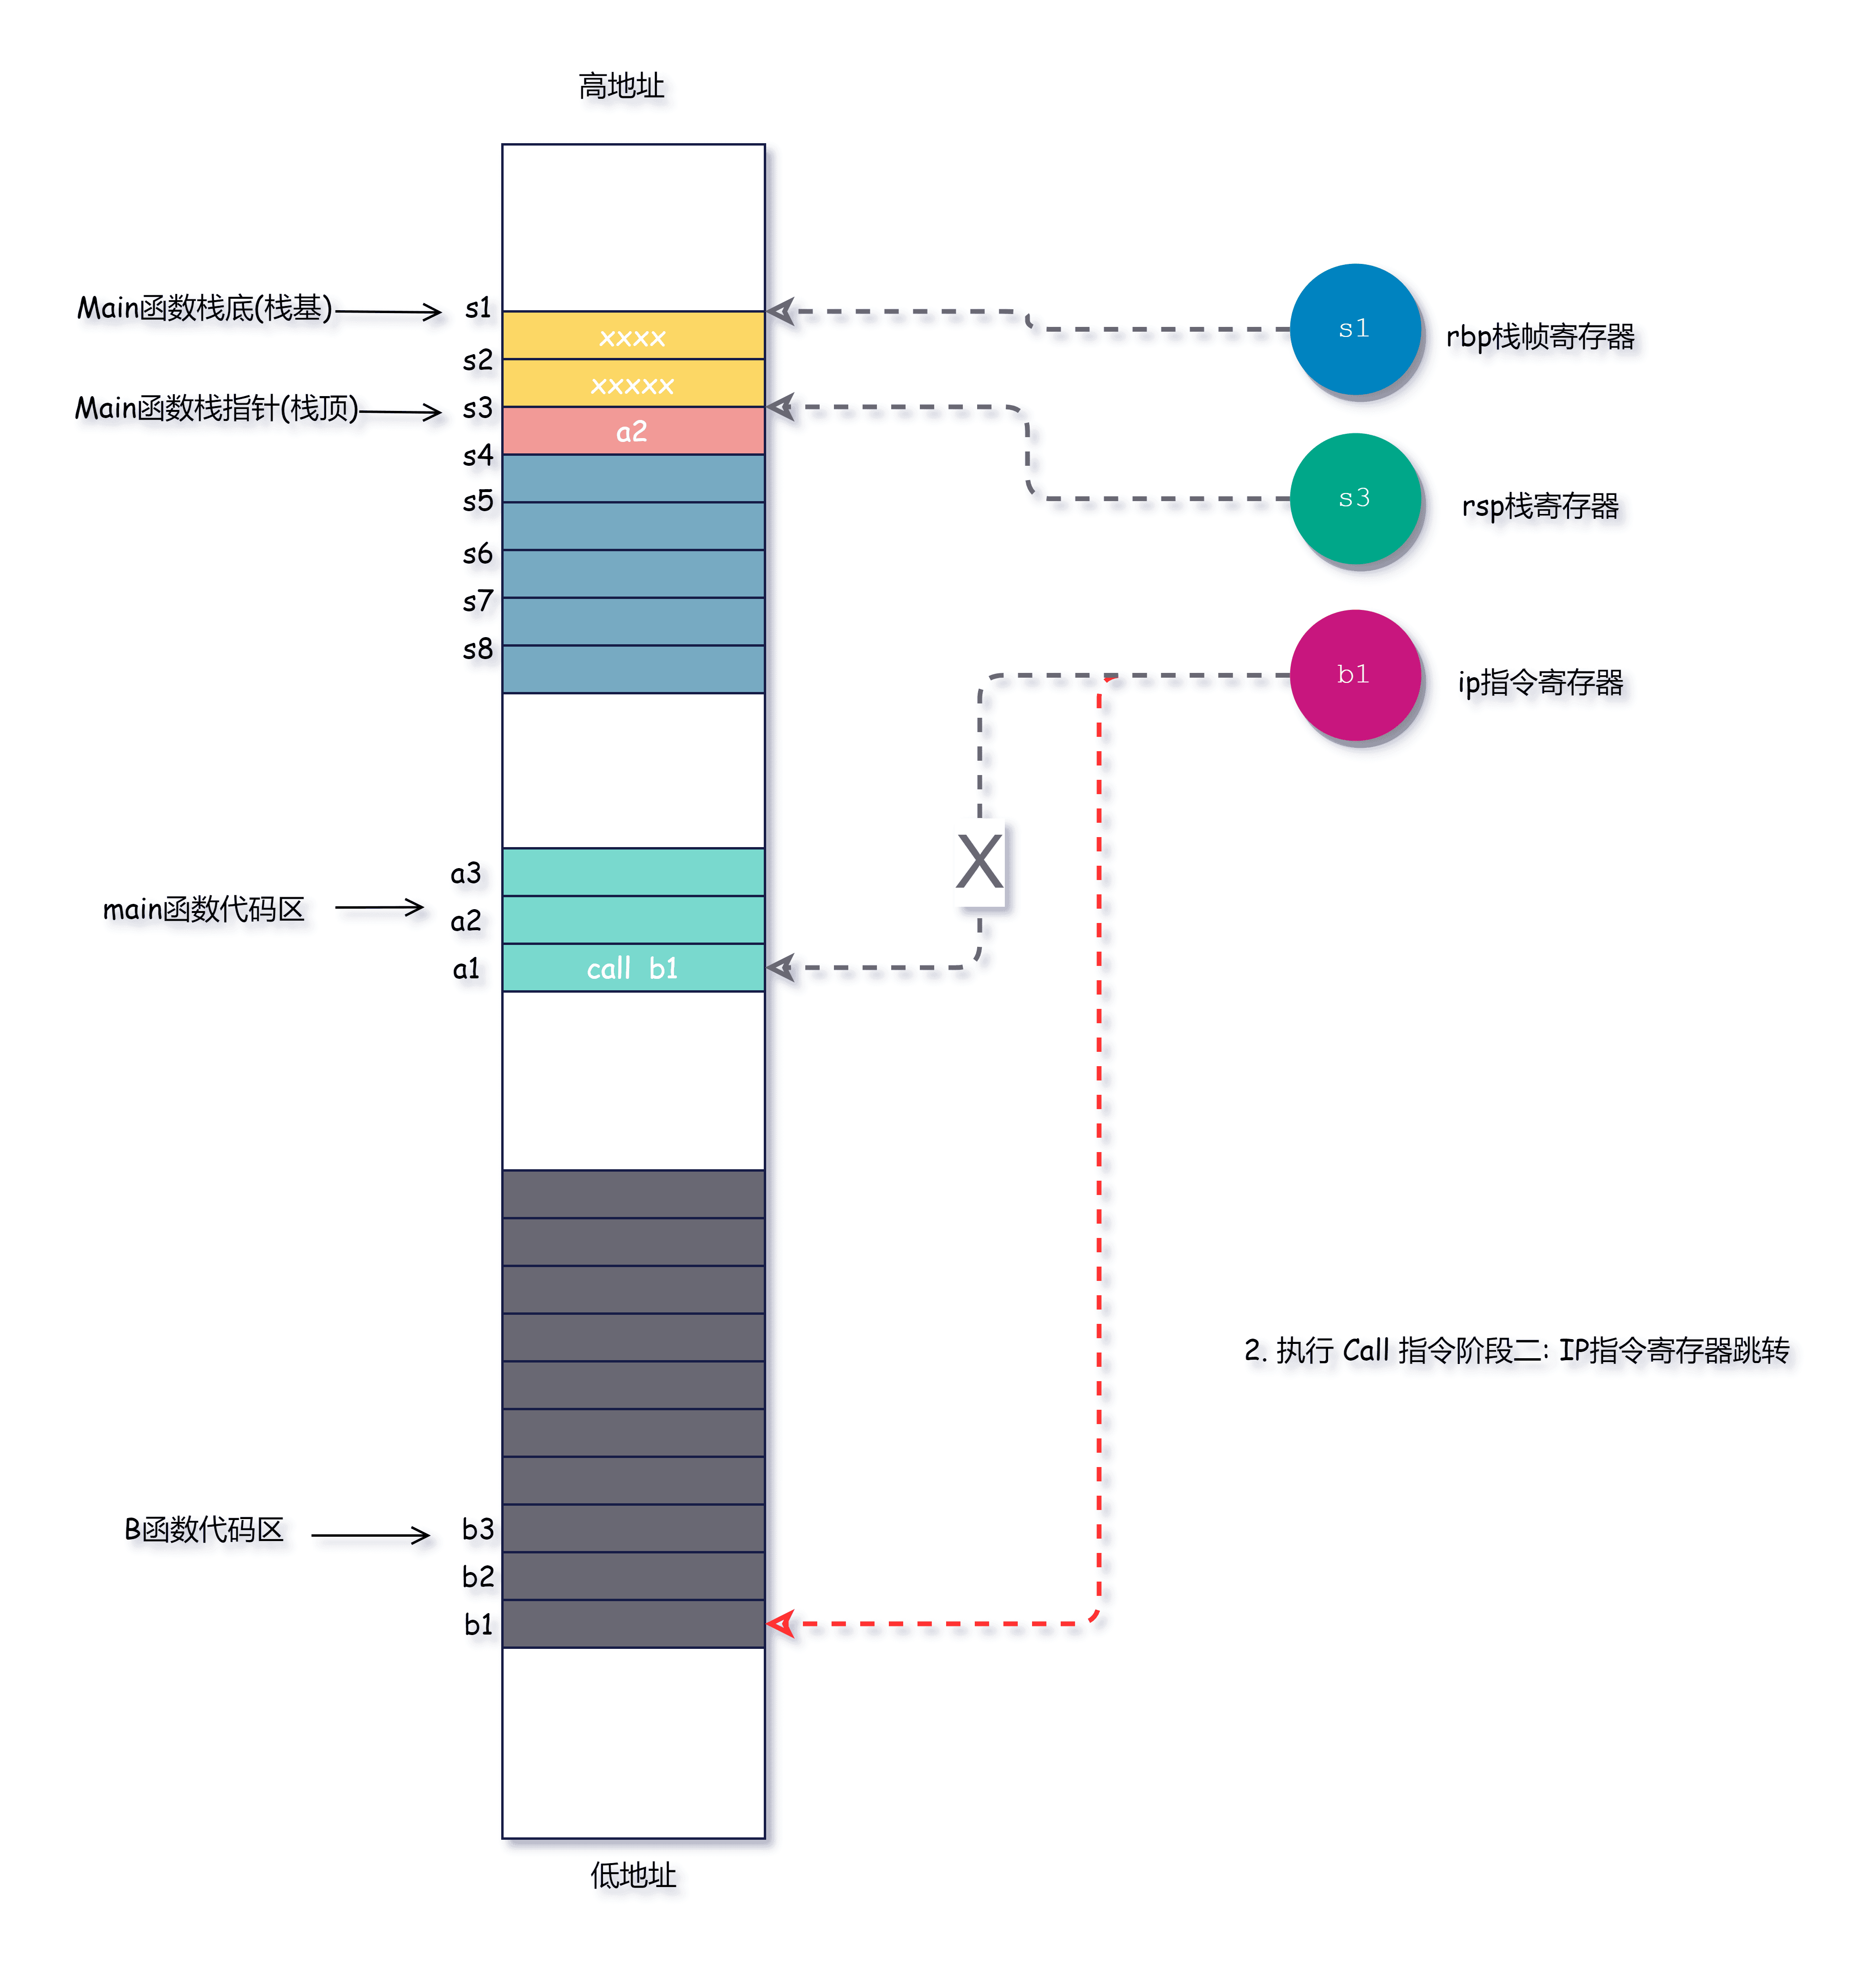 高地址
Main函数栈底(栈基)
s1
xxxx
s1
rbp栈帧寄存器
s2
xxxxx
Main函数栈指针(栈顶)
s3
a2
s4
s3
rsp栈寄存器
s5
s6
s7
s8
b1
ip指令寄存器
X
a3
main函数代码区
a2
a1
call b1
2. 执行 Call 指令阶段二: IP指令寄存器跳转
B函数代码区
b3
b2
b1
低地址